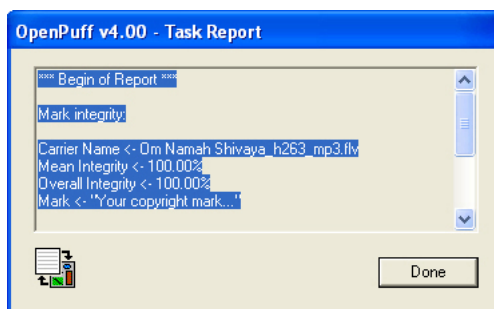 OpenPuff v4.00 - Task Report
*** Begin of Report ***
Mark integrity:
Carrier Name <- Om Namah Shivaya_h263_mp3.flv
Mean Integrity <- 100.00%
Overall Integrity <- 100.00%
Mark <- "Your copyright mark..."
Done